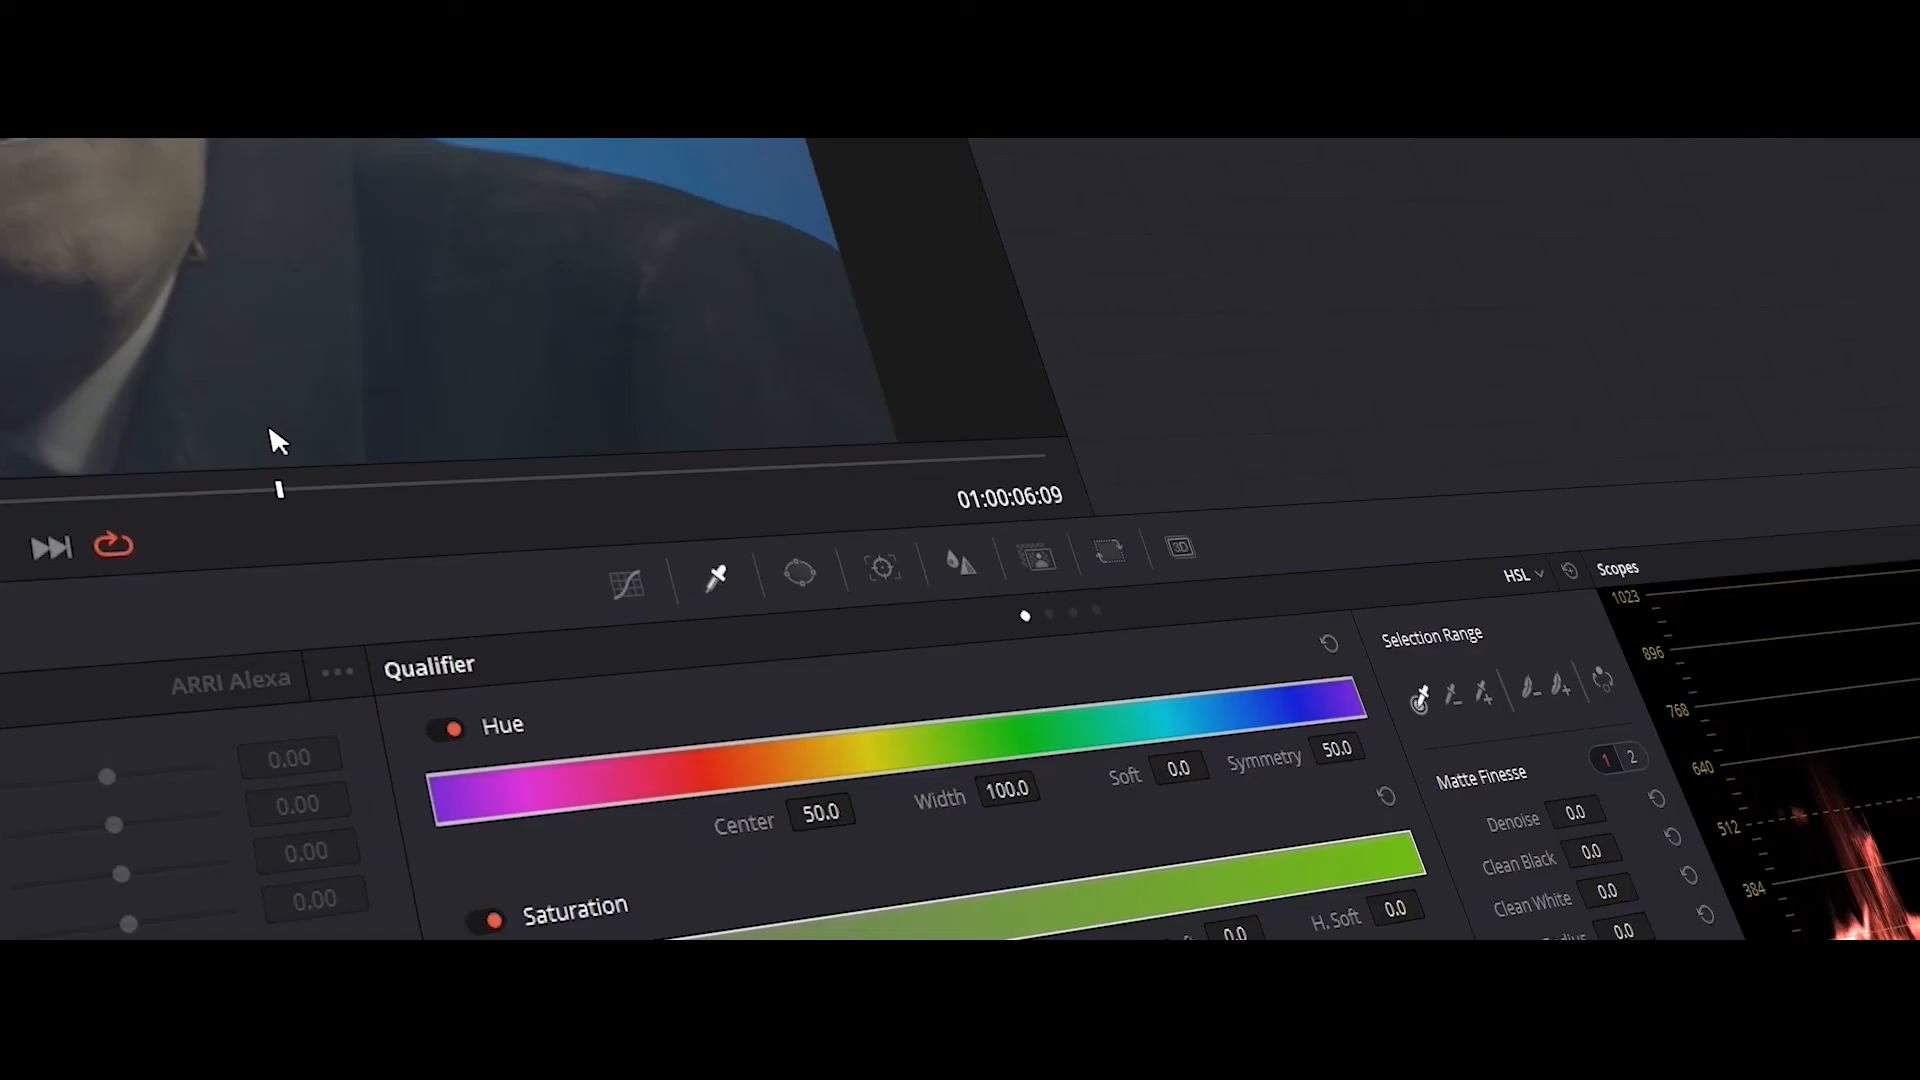 01:00:06:09
3D
HSL
Scopes
ARRI Alexa
Qualifier
Selection Range
Hue
Center 50.0 Width 100.0 Soft 0.0 Symmetry 50.0
Matte Finesse 1 2
Denoise 0.0
Clean Black 0.0
Clean White 0.0
0.0
0.00
0.00
0.00
0.00
Saturation
0.0 H. Soft 0.0
1023
896
768
640
512
384